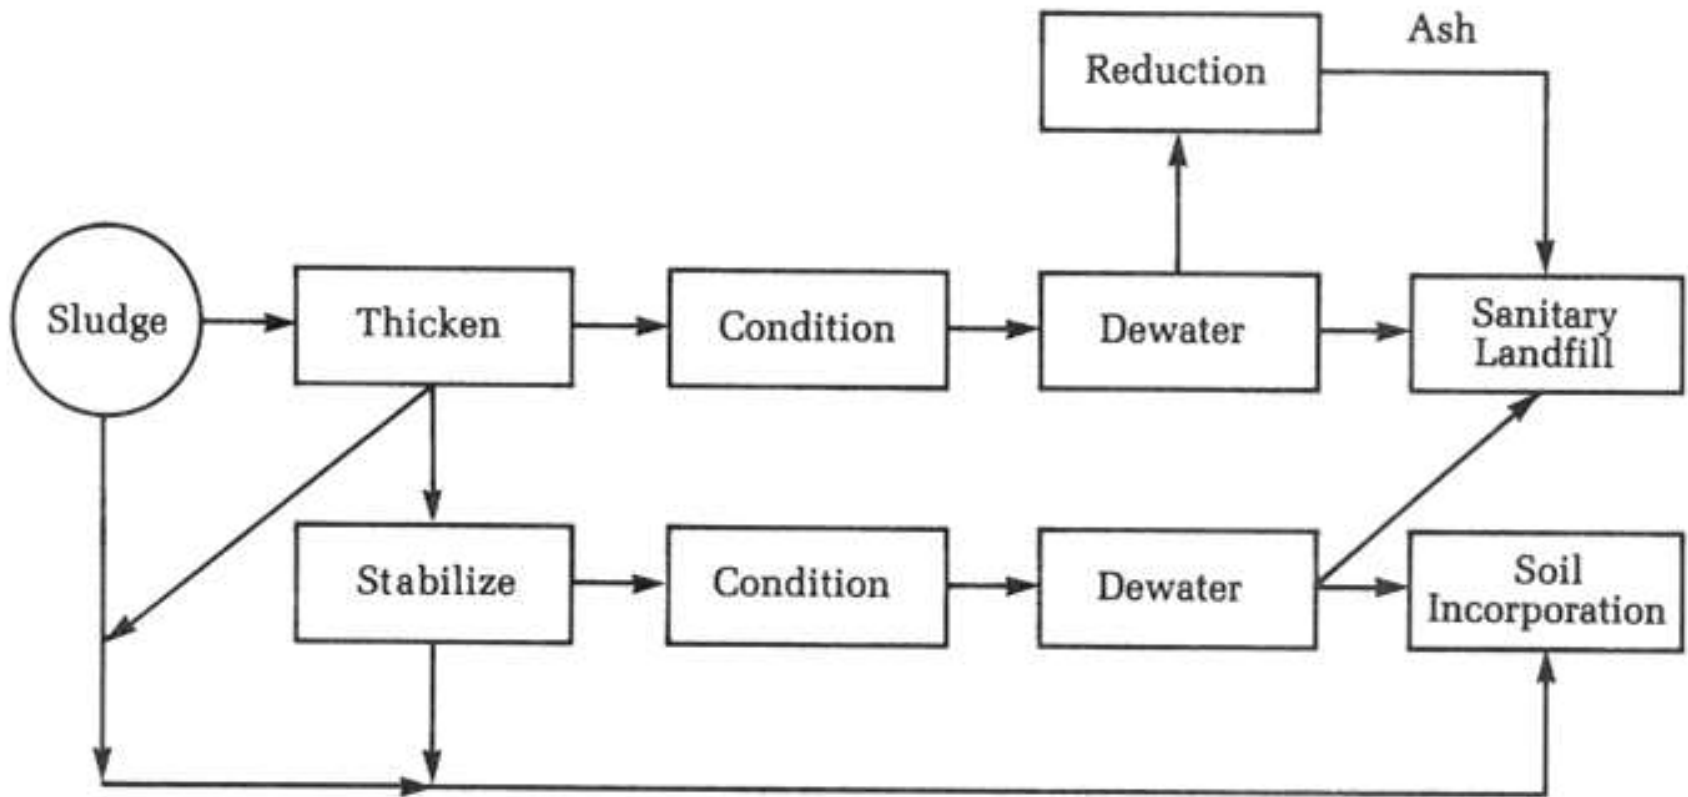 Ash
Reduction
Sludge
Thicken
Condition
Dewater
Sanitary
Landfill
Stabilize
Condition
Dewater
Soil
Incorporation